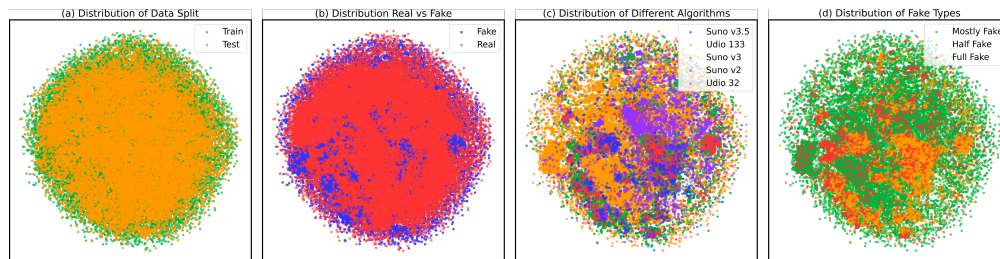 (a) Distribution of Data Split
Train
Test
(b) Distribution Real vs Fake
Fake
Real
(c) Distribution of Different Algorithms
Suno v3.5
Udio 133
Suno v3
Suno v2
Udio 32
(d) Distribution of Fake Types
Mostly Fake
Half Fake
Full Fake